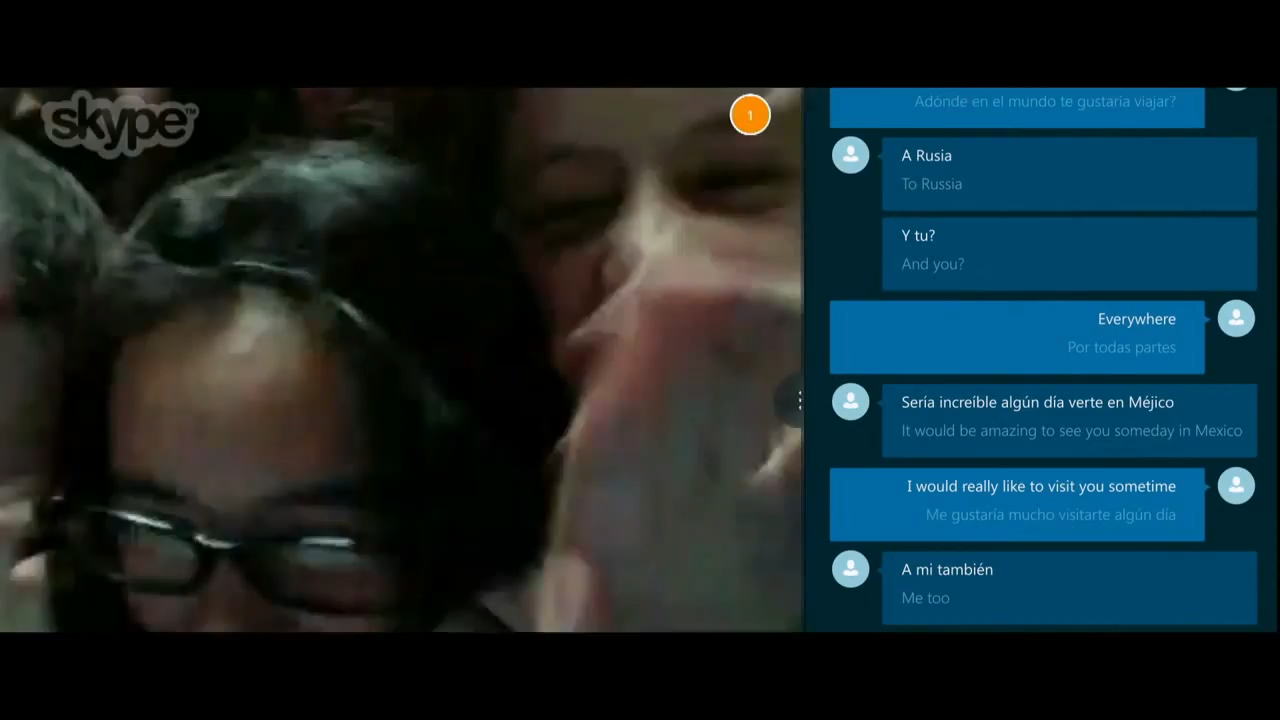 skype™
1
Adónde en el mundo te gustaría viajar?
A Rusia
To Russia
Y tu?
And you?
Everywhere
Por todas partes
Sería increíble algún día verte en Méjico
It would be amazing to see you someday in Mexico
I would really like to visit you sometime
Me gustaría mucho visitarte algún día
A mi también
Me too